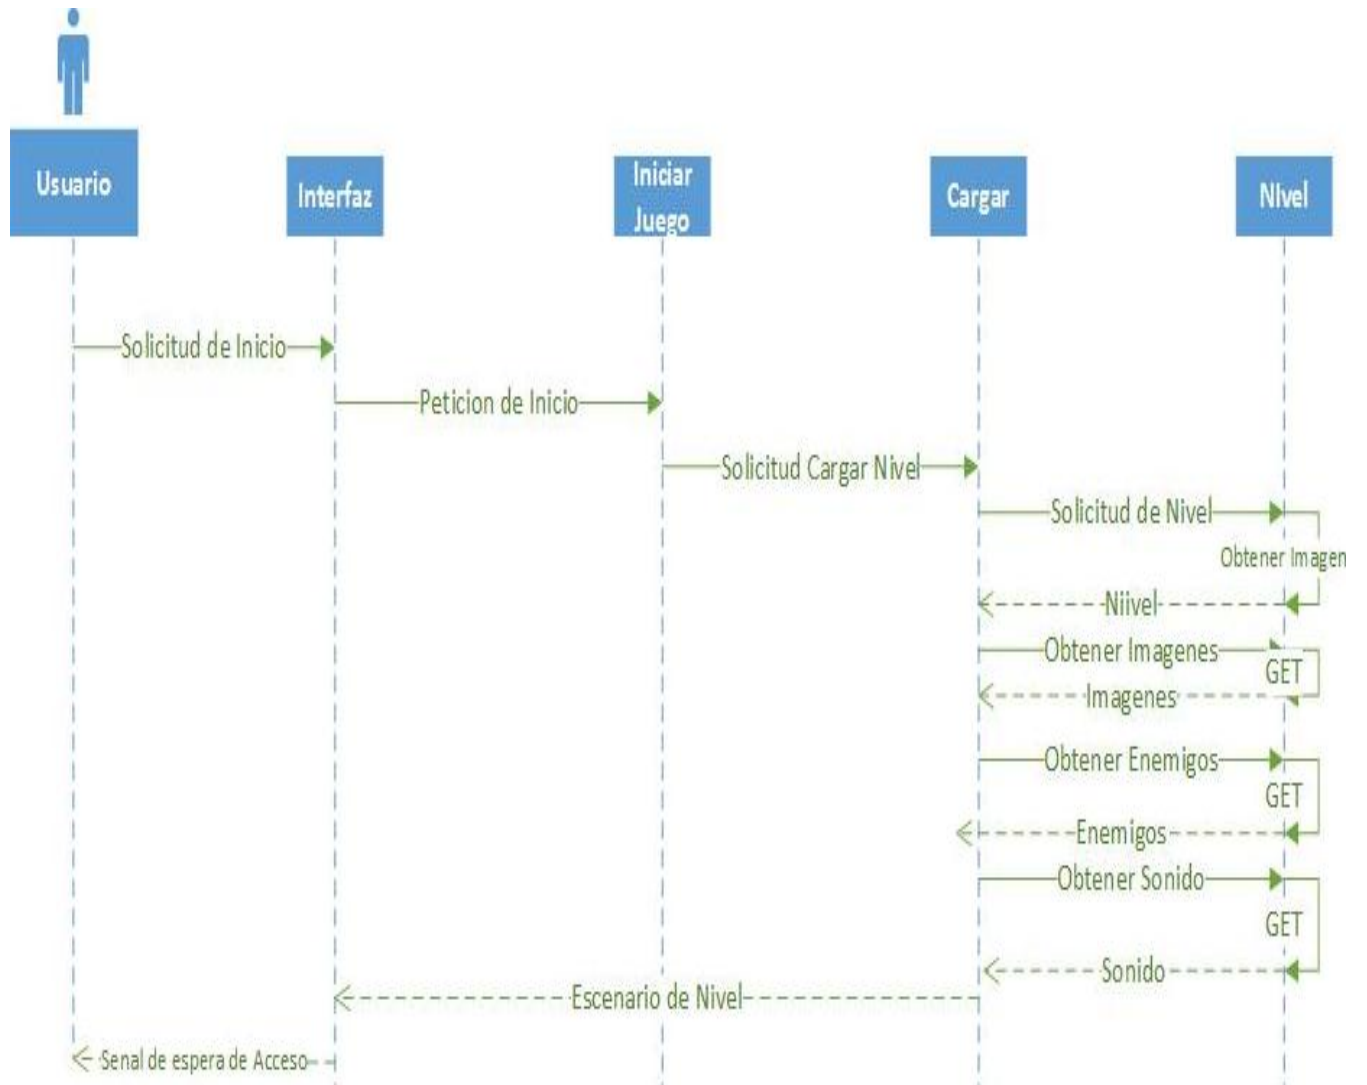 Usuario
Interfaz
Iniciar
Juego
Cargar
NIvel
Solicitud de Inicio
Peticion de Inicio
Solicitud Cargar Nivel
Solicitud de Nivel
Obtener Imagen
Niivel
Obtener Imagenes
GET
Imagenes
Obtener Enemigos
GET
Enemigos
Obtener Sonido
GET
Sonido
Escenario de Nivel
Senal de espera de Acceso